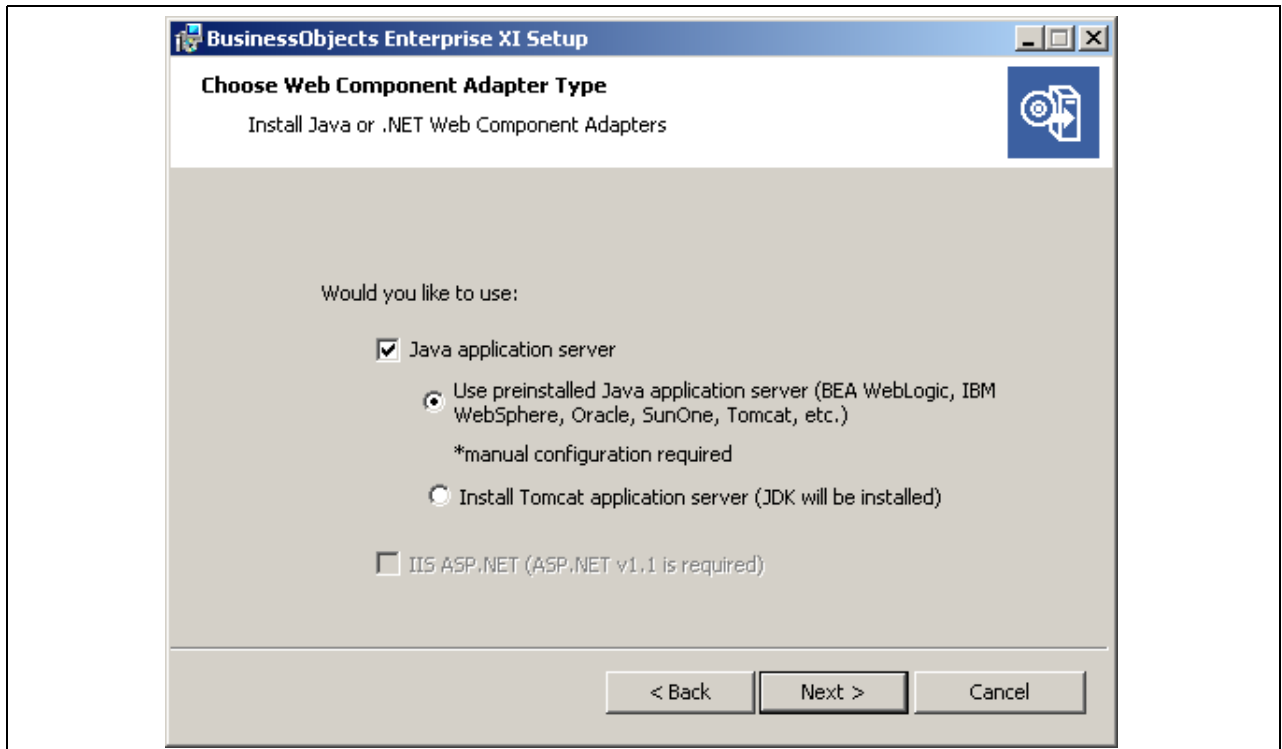 BusinessObjects Enterprise XI Setup
Choose Web Component Adapter Type
Install Java or .NET Web Component Adapters
Would you like to use:
Java application server
Use preinstalled Java application server (BEA WebLogic, IBM
WebSphere, Oracle, SunOne, Tomcat, etc.)
*manual configuration required
Install Tomcat application server (JDK will be installed)
IIS ASP.NET (ASP.NET v1.1 is required)
< Back
Next >
Cancel